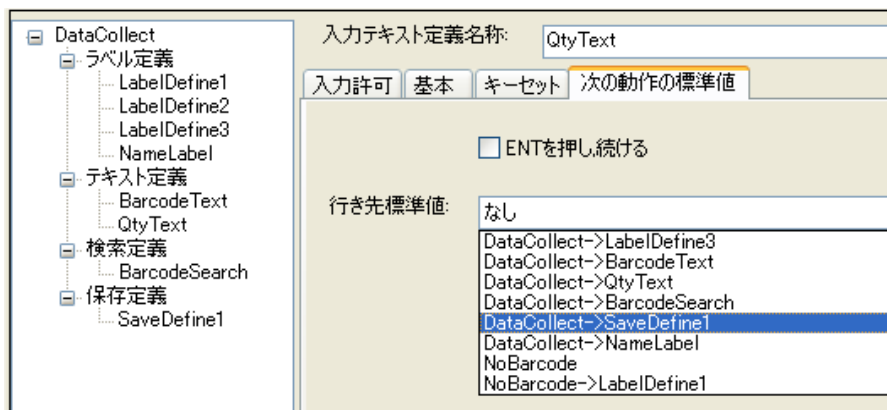 DataCollect
ラベル定義
LabelDefine1
LabelDefine2
LabelDefine3
NameLabel
テキスト定義
BarcodeText
QtyText
検索定義
BarcodeSearch
保存定義
SaveDefine1
入力テキスト定義名称: QtyText
入力許可 基本 キーセット 次の動作の標準値
ENTを押し続ける
行き先標準値: なし
DataCollect->LabelDefine3
DataCollect->BarcodeText
DataCollect->QtyText
DataCollect->BarcodeSearch
DataCollect->SaveDefine1
DataCollect->NameLabel
NoBarcode
NoBarcode->LabelDefine1